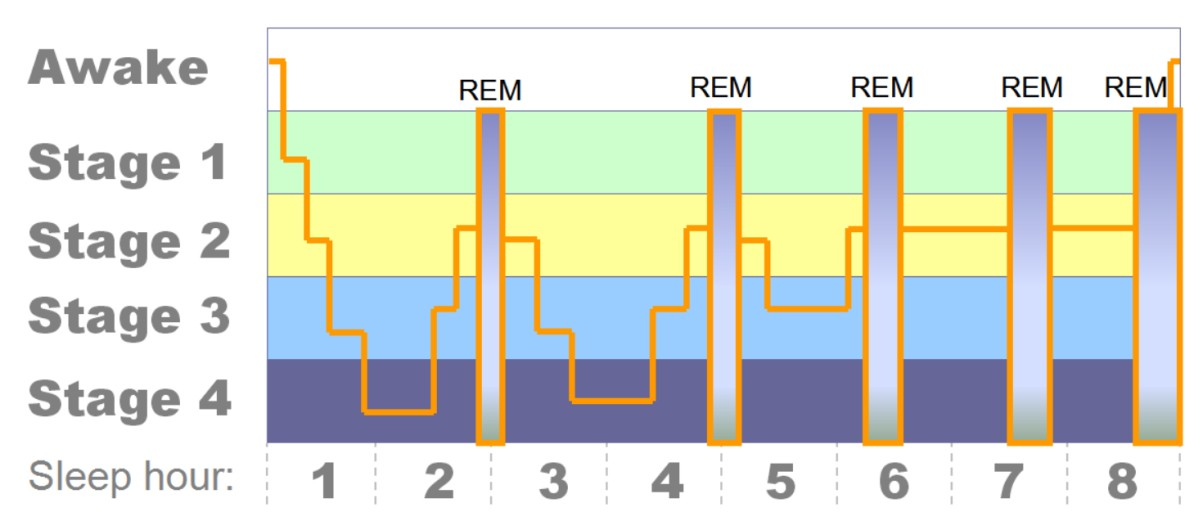 Awake
REM REM REM REM REM
Stage 1
Stage 2
Stage 3
Stage 4
Sleep hour: 1 2 3 4 5 6 7 8